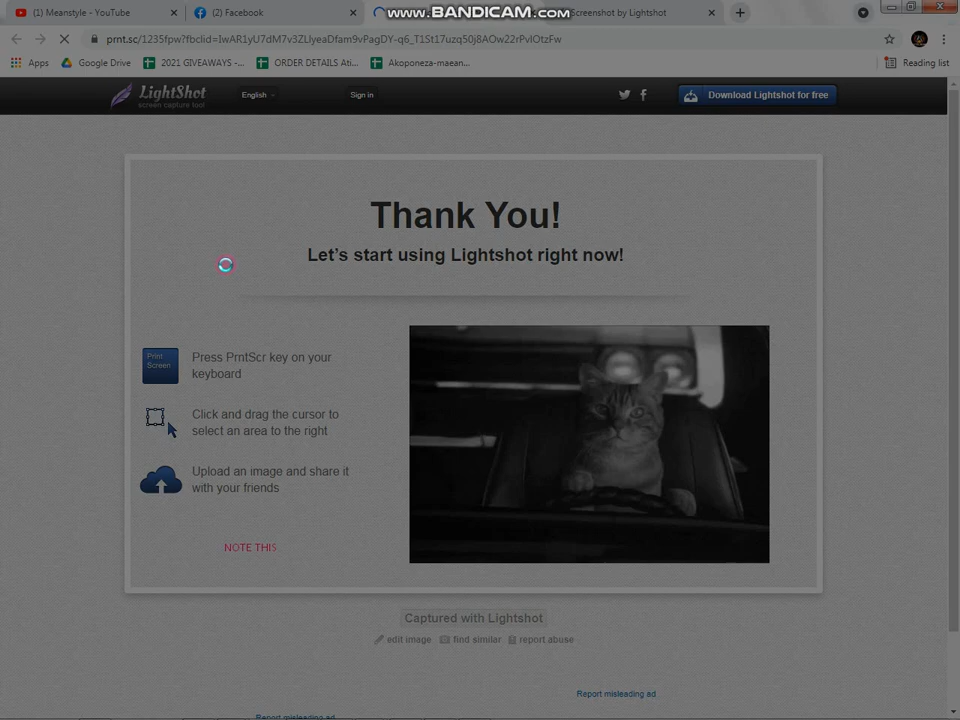 (1) Meanstyle - YouTube
(2) Facebook
www.BANDICAM.com
Screenshot by Lightshot
prnt.sc/1235fpw?fbclid=
Apps
Google Drive
2021 GIVEAWAYS -...
ORDER DETAILS Ati...
Akoponeza-maean...
Reading list
LightShot
screen capture tool
English
Sign in
Download Lightshot for free
Thank You!
Let's start using Lightshot right now!
Print
Screen
Press PrntScr key on your
keyboard
Click and drag the cursor to
select an area to the right
Upload an image and share it
with your friends
NOTE THIS
Captured with Lightshot
edit image
find similar
report abuse
Report misleading ad
Report misleading ad